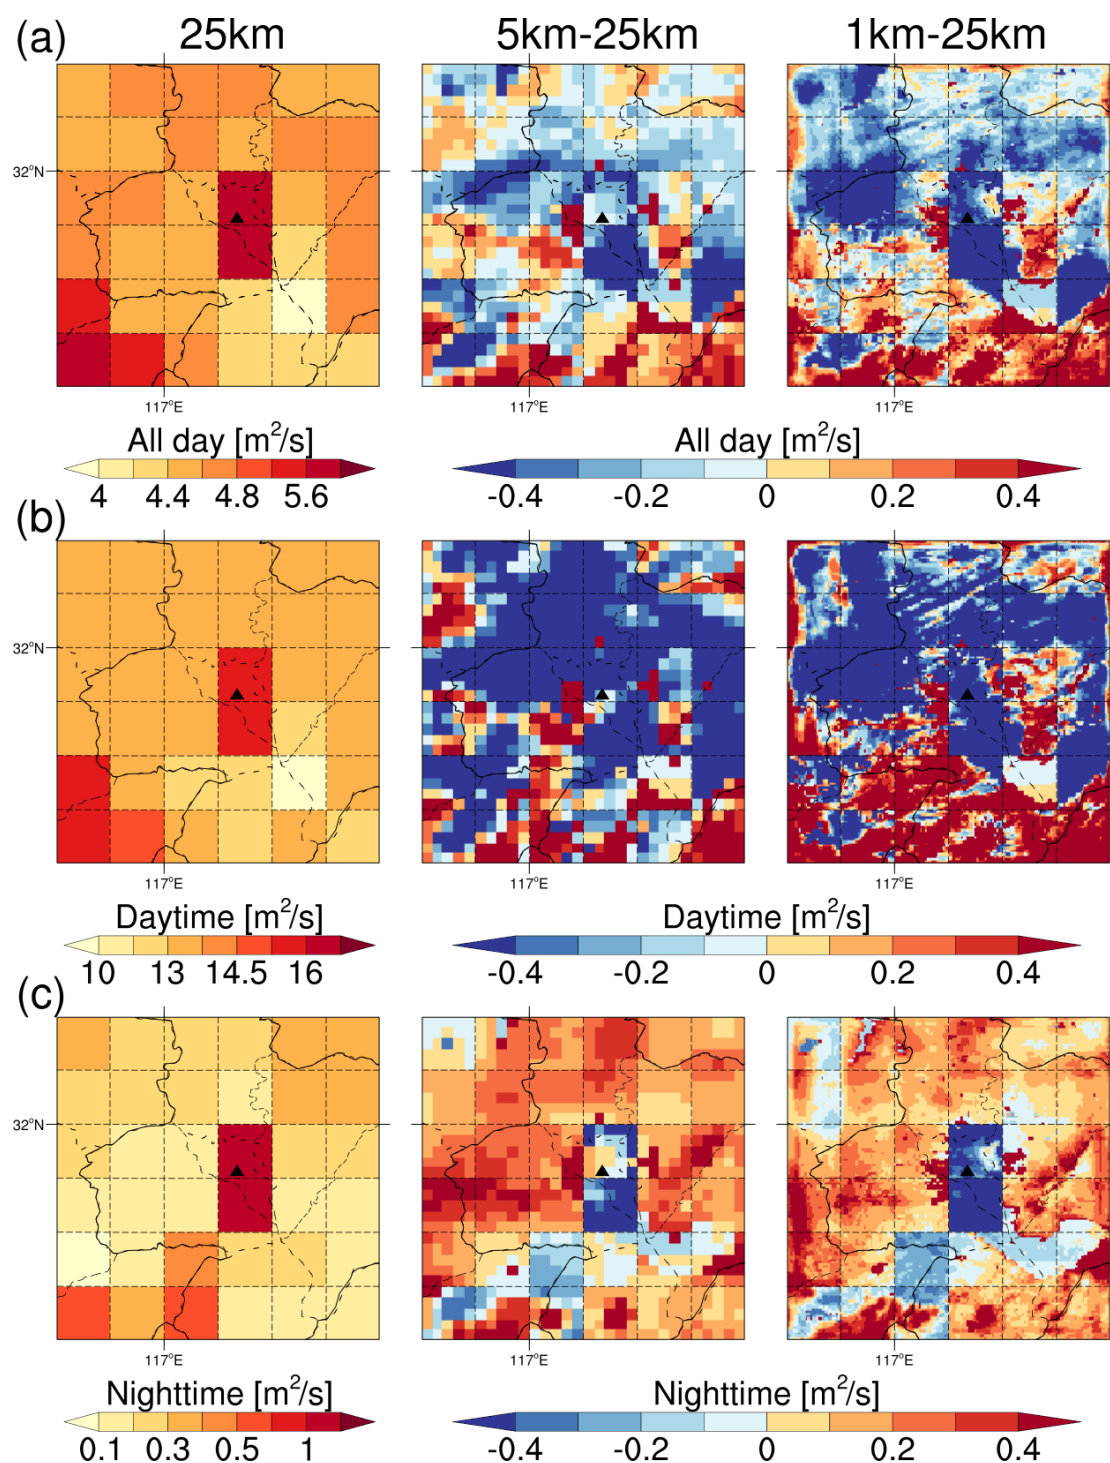 (a) 25km 5km-25km 1km-25km
32°N
117°E 117°E 117°E
All day [m²/s] All day [m²/s]
4 4.4 4.8 5.6 -0.4 -0.2 0 0.2 0.4
(b)
32°N
117°E 117°E 117°E
Daytime [m²/s] Daytime [m²/s]
10 13 14.5 16 -0.4 -0.2 0 0.2 0.4
(c)
32°N
117°E 117°E 117°E
Nighttime [m²/s] Nighttime [m²/s]
0.1 0.3 0.5 1 -0.4 -0.2 0 0.2 0.4